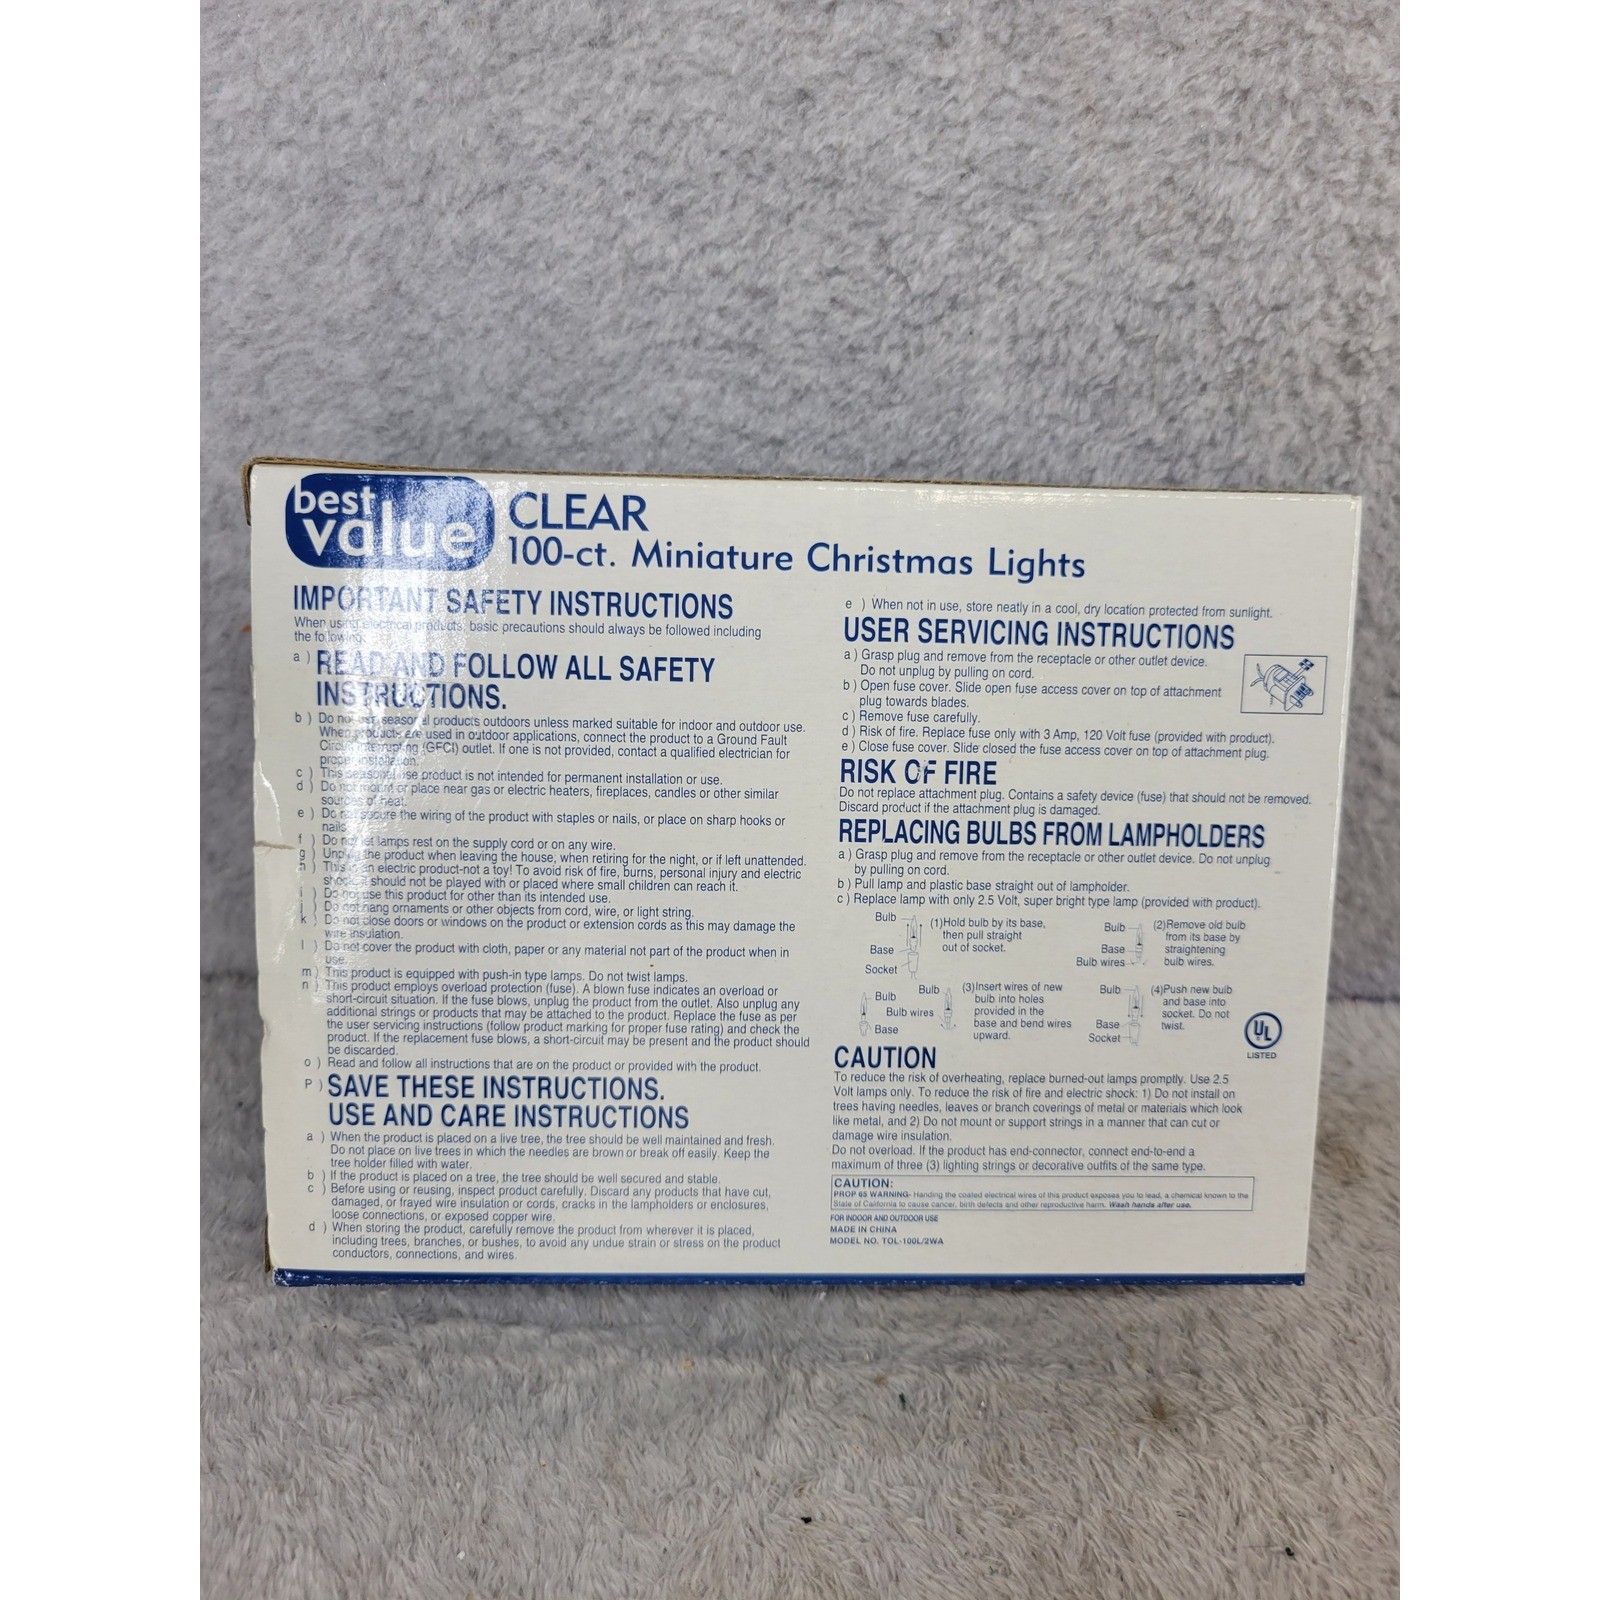 best
value
CLEAR
100-ct. Miniature Christmas Lights
IMPORTANT SAFETY INSTRUCTIONS
When using electrical products, basic precautions should always be followed including
the following:
a ) READ AND FOLLOW ALL SAFETY
INSTRUCTIONS.
b ) Do not use seasonal products outdoors unless marked suitable for indoor and outdoor use.
When products are used in outdoor applications, connect the product to a Ground Fault
Circuit Interrupting (GFCI) outlet. If one is not provided, contact a qualified electrician for
proper installation.
c ) This seasonal use product is not intended for permanent installation or use.
d ) Do not mount or place near gas or electric heaters, fireplaces, candles or other similar
sources of heat.
e ) Do not secure the wiring of the product with staples or nails, or place on sharp hooks or
nails.
f ) Do not let lamps rest on the supply cord or on any wire.
g ) Unplug the product when leaving the house, when retiring for the night, or if left unattended.
h ) This is an electric product-not a toy! To avoid risk of fire, burns, personal injury and electric
shock it should not be played with or placed where small children can reach it.
i ) Do not use this product for other than its intended use.
j ) Do not hang ornaments or other objects from cord, wire, or light string.
k ) Do not close doors or windows on the product or extension cords as this may damage the
wire insulation.
l ) Do not cover the product with cloth, paper or any material not part of the product when in
use.
m ) This product is equipped with push-in type lamps. Do not twist lamps.
n ) This product employs overload protection (fuse). A blown fuse indicates an overload or
short-circuit situation. If the fuse blows, unplug the product from the outlet. Also unplug any
additional strings or products that may be attached to the product. Replace the fuse as per
the user servicing instructions (follow product marking for proper fuse rating) and check the
product. If the replacement fuse blows, a short-circuit may be present and the product should
be discarded.
o ) Read and follow all instructions that are on the product or provided with the product.
P ) SAVE THESE INSTRUCTIONS.
USE AND CARE INSTRUCTIONS
a ) When the product is placed on a live tree, the tree should be well maintained and fresh.
Do not place on live trees in which the needles are brown or break off easily. Keep the
tree holder filled with water.
b ) If the product is placed on a tree, the tree should be well secured and stable.
c ) Before using or reusing, inspect product carefully. Discard any products that have cut,
damaged, or frayed wire insulation or cords, cracks in the lampholders or enclosures,
loose connections, or exposed copper wire.
d ) When storing the product, carefully remove the product from wherever it is placed,
including trees, branches, or bushes, to avoid any undue strain or stress on the product
conductors, connections, and wires.
e ) When not in use, store neatly in a cool, dry location protected from sunlight.
USER SERVICING INSTRUCTIONS
a ) Grasp plug and remove from the receptacle or other outlet device.
Do not unplug by pulling on cord.
b ) Open fuse cover. Slide open fuse access cover on top of attachment
plug towards blades.
c ) Remove fuse carefully.
d ) Risk of fire. Replace fuse only with 3 Amp, 120 Volt fuse (provided with product).
e ) Close fuse cover. Slide closed the fuse access cover on top of attachment plug.
RISK OF FIRE
Do not replace attachment plug. Contains a safety device (fuse) that should not be removed.
Discard product if the attachment plug is damaged.
REPLACING BULBS FROM LAMPHOLDERS
a ) Grasp plug and remove from the receptacle or other outlet device. Do not unplug
by pulling on cord.
b ) Pull lamp and plastic base straight out of lampholder.
c ) Replace lamp with only 2.5 Volt, super bright type lamp (provided with product).
Bulb
Base
Socket
(1)Hold bulb by its base,
then pull straight
out of socket.
Bulb
Base
Bulb wires
(2)Remove old bulb
from its base by
straightening
bulb wires.
Bulb
Base
Bulb
Bulb wires
(3)Insert wires of new
bulb into holes
provided in the
base and bend wires
upward.
Bulb
Base
Socket
(4)Push new bulb
and base into
socket. Do not
twist.
UL
LISTED
CAUTION
To reduce the risk of overheating, replace burned-out lamps promptly. Use 2.5
Volt lamps only. To reduce the risk of fire and electric shock: 1) Do not install on
trees having needles, leaves or branch coverings of metal or materials which look
like metal, and 2) Do not mount or support strings in a manner that can cut or
damage wire insulation.
Do not overload. If the product has end-connector, connect end-to-end a
maximum of three (3) lighting strings or decorative outfits of the same type.
CAUTION:
PROP 65 WARNING- Handing the coated electrical wires of this product exposes you to lead, a chemical known to the
State of California to cause cancer, birth defects and other reproductive harm. Wash hands after use.
FOR INDOOR AND OUTDOOR USE
MADE IN CHINA
MODEL NO. TOL-100L/2WA